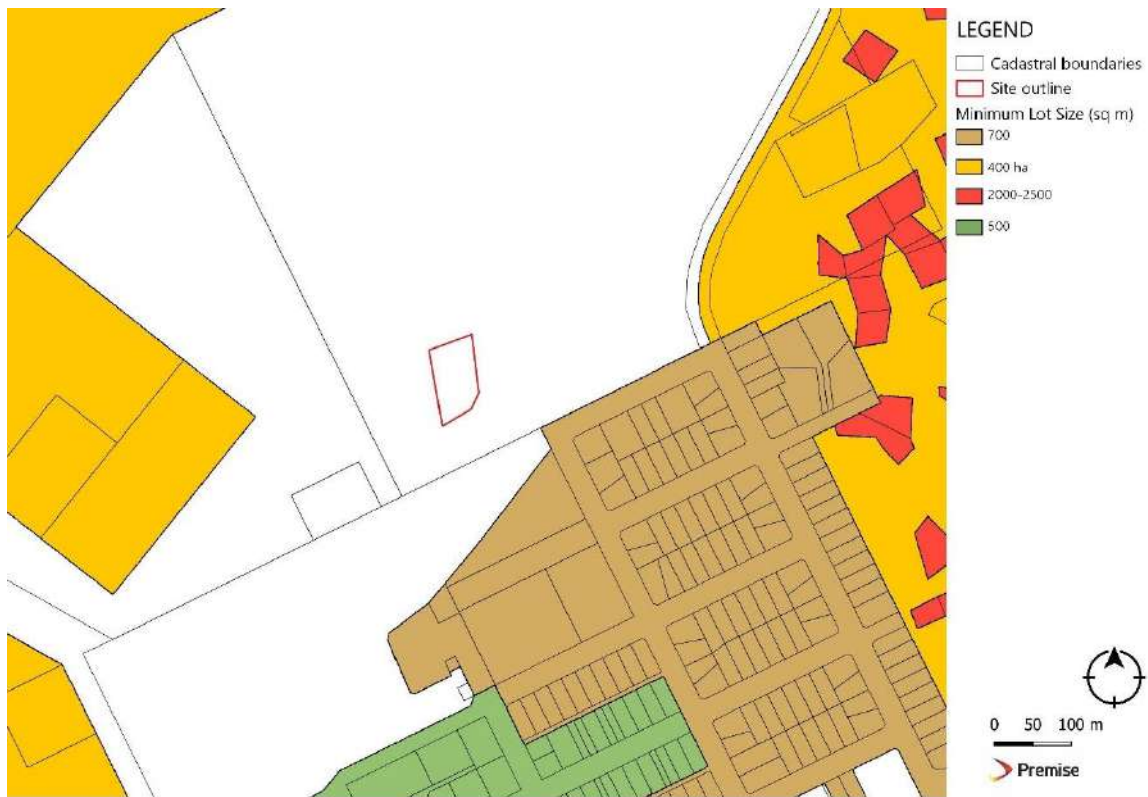 LEGEND
Cadastral boundaries
Site outline
Minimum Lot Size (sq m)
700
400 ha
2000-2500
500
0 50 100 m
Premise